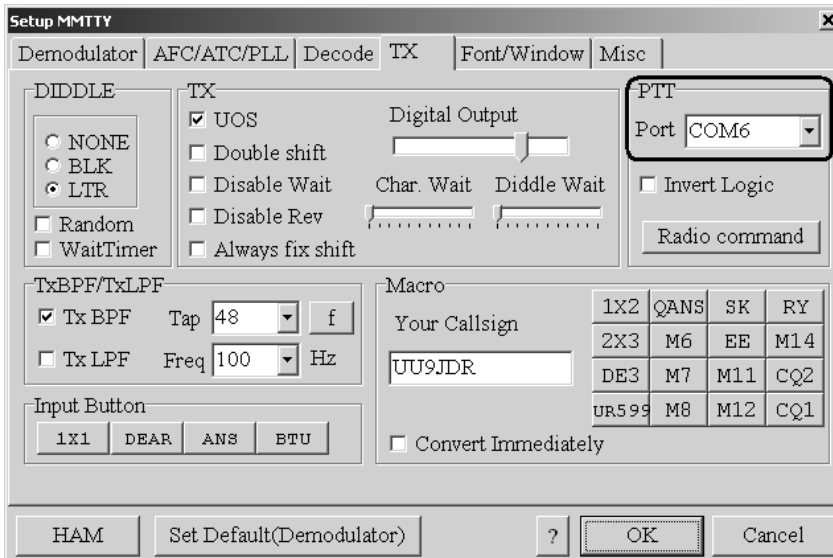 Setup MMTTY
Demodulator AFC/ATC/PLL Decode TX Font/Window Misc
DIDDLE
NONE
BLK
LTR
Random
WaitTimer
TX
UOS
Double shift
Disable Wait
Disable Rev
Always fix shift
Digital Output
Char. Wait Diddle Wait
PTT
Port COM6
Invert Logic
Radio command
TxBPF/TxLPF
Tx BPF Tap 48 f
Tx LPF Freq 100 Hz
Input Button
1X1 DEAR ANS BTU
Macro
Your Callsign
UU9JDR
Convert Immediately
1X2 QANS SK RY
2X3 M6 EE M14
DE3 M7 M11 CQ2
UR599 M8 M12 CQ1
HAM Set Default(Demodulator) ? OK Cancel